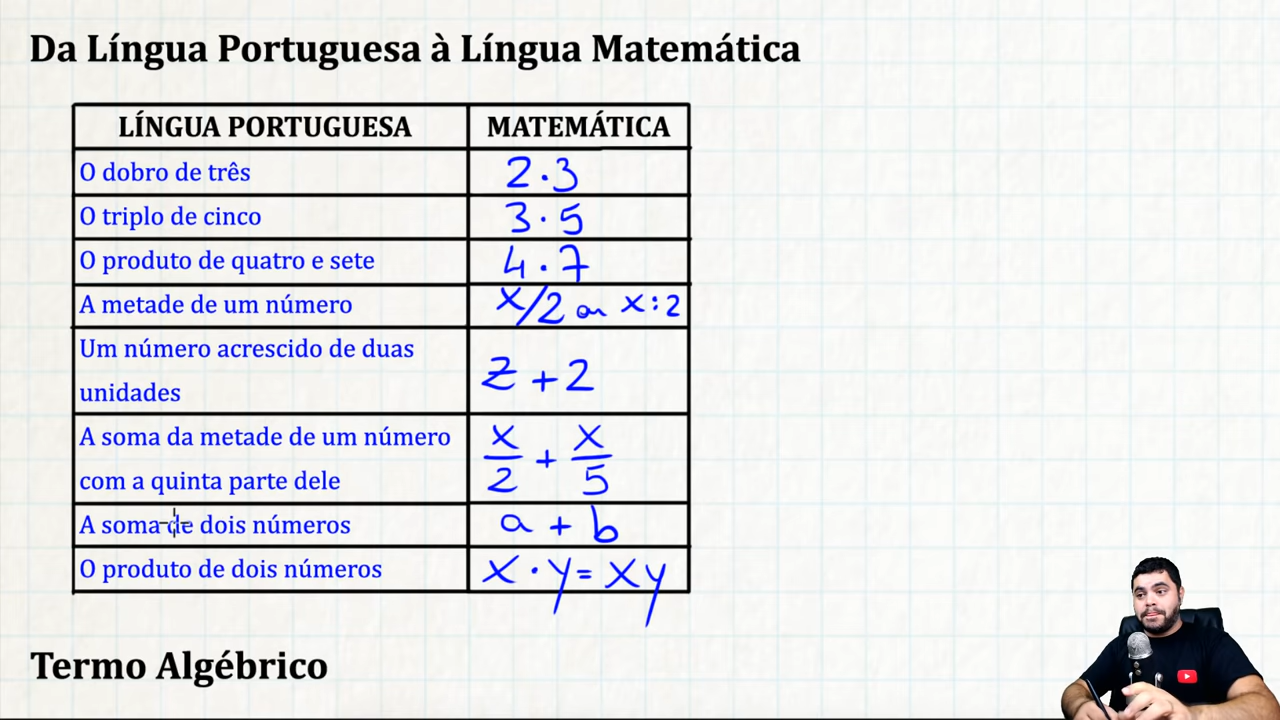 Da Língua Portuguesa à Língua Matemática
LÍNGUA PORTUGUESA MATEMÁTICA
O dobro de três 2·3
O triplo de cinco 3·5
O produto de quatro e sete 4·7
A metade de um número x/2 ou x:2
Um número acrescido de duas
unidades z+2
A soma da metade de um número
com a quinta parte dele x/2 + x/5
A soma de dois números a + b
O produto de dois números x·y=xy
Termo Algébrico